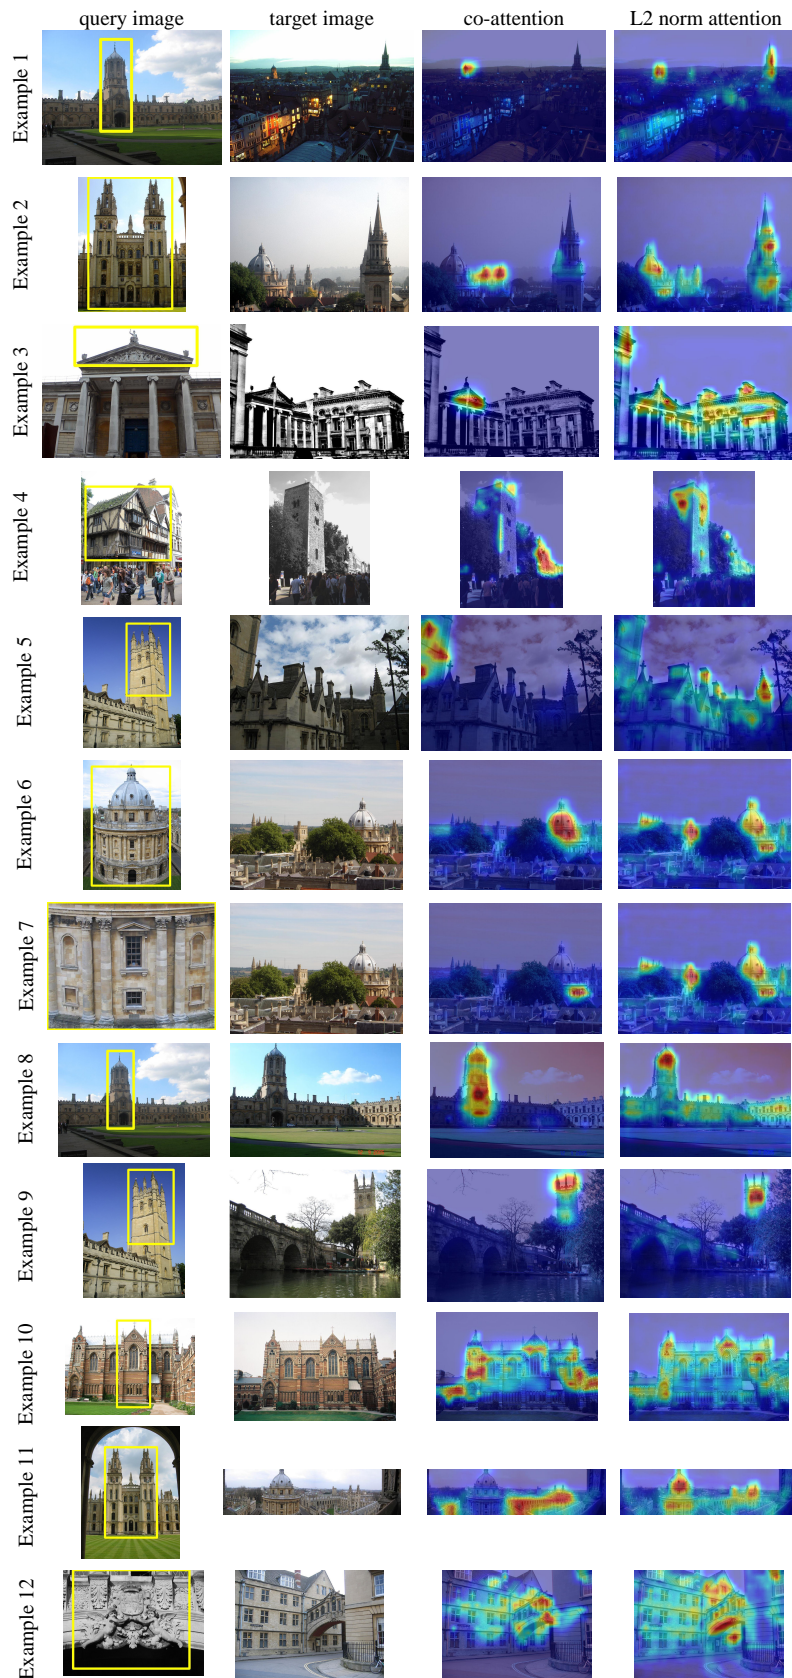 query image target image co-attention L2 norm attention
Example 1
Example 2
Example 3
Example 4
Example 5
Example 6
Example 7
Example 8
Example 9
Example 10
Example 11
Example 12